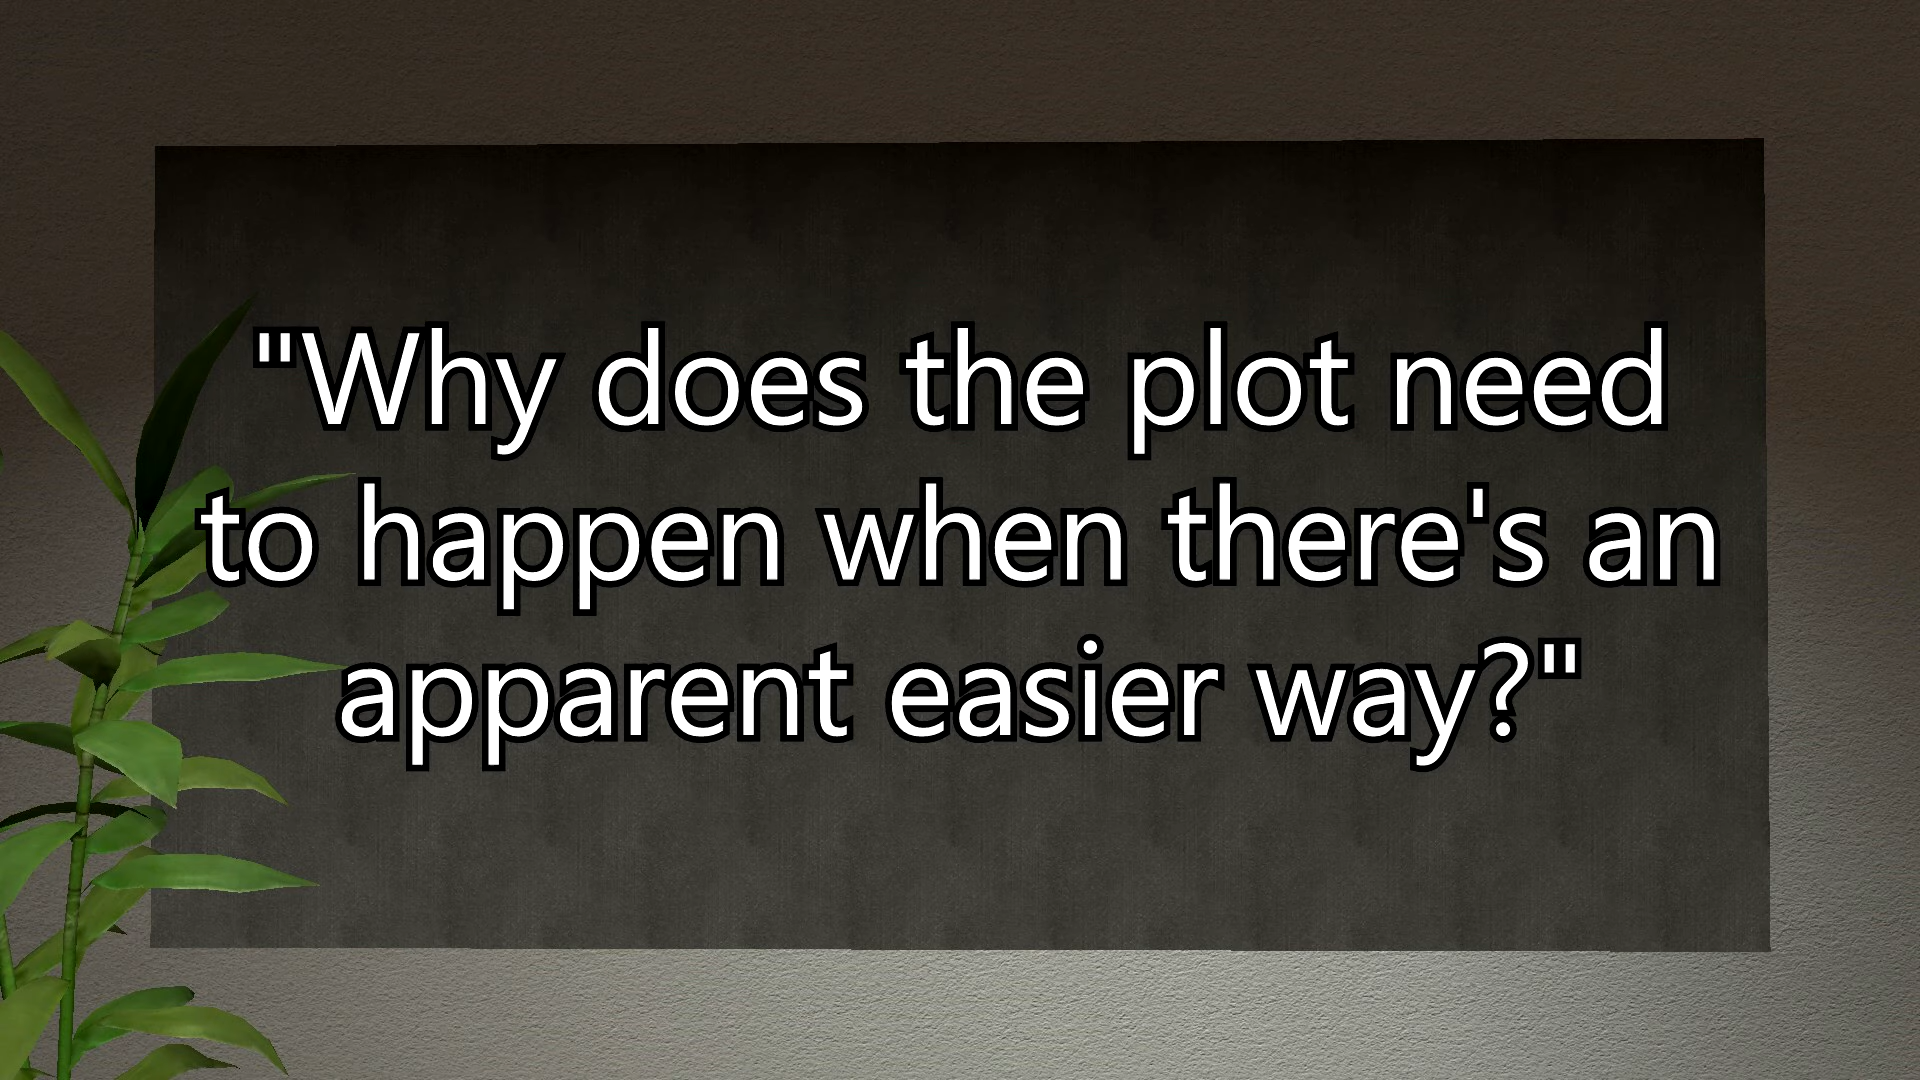 "Why does the plot need
to happen when there's an
apparent easier way?"